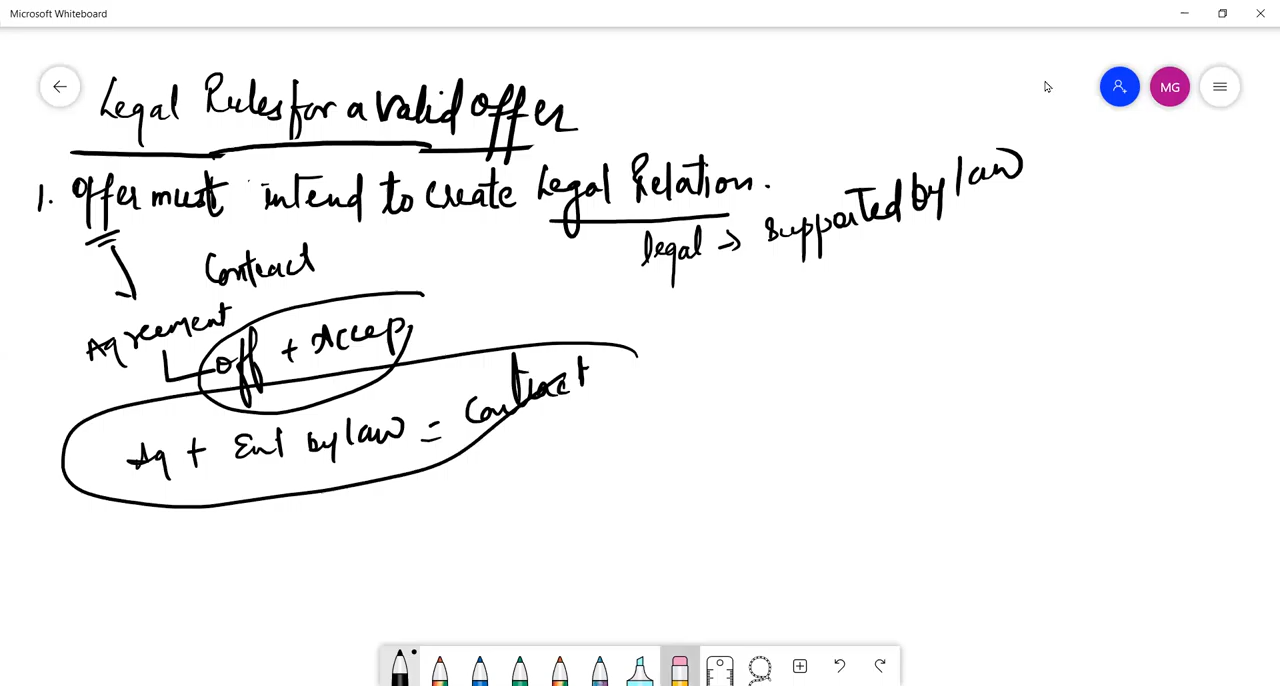 Microsoft Whiteboard
MG
Legal Rules for a valid offer
1. Offer must intend to create Legal Relation.
legal → supported by law
Contract
Agreement
off + Accep
Ag + Enf by law = Contract